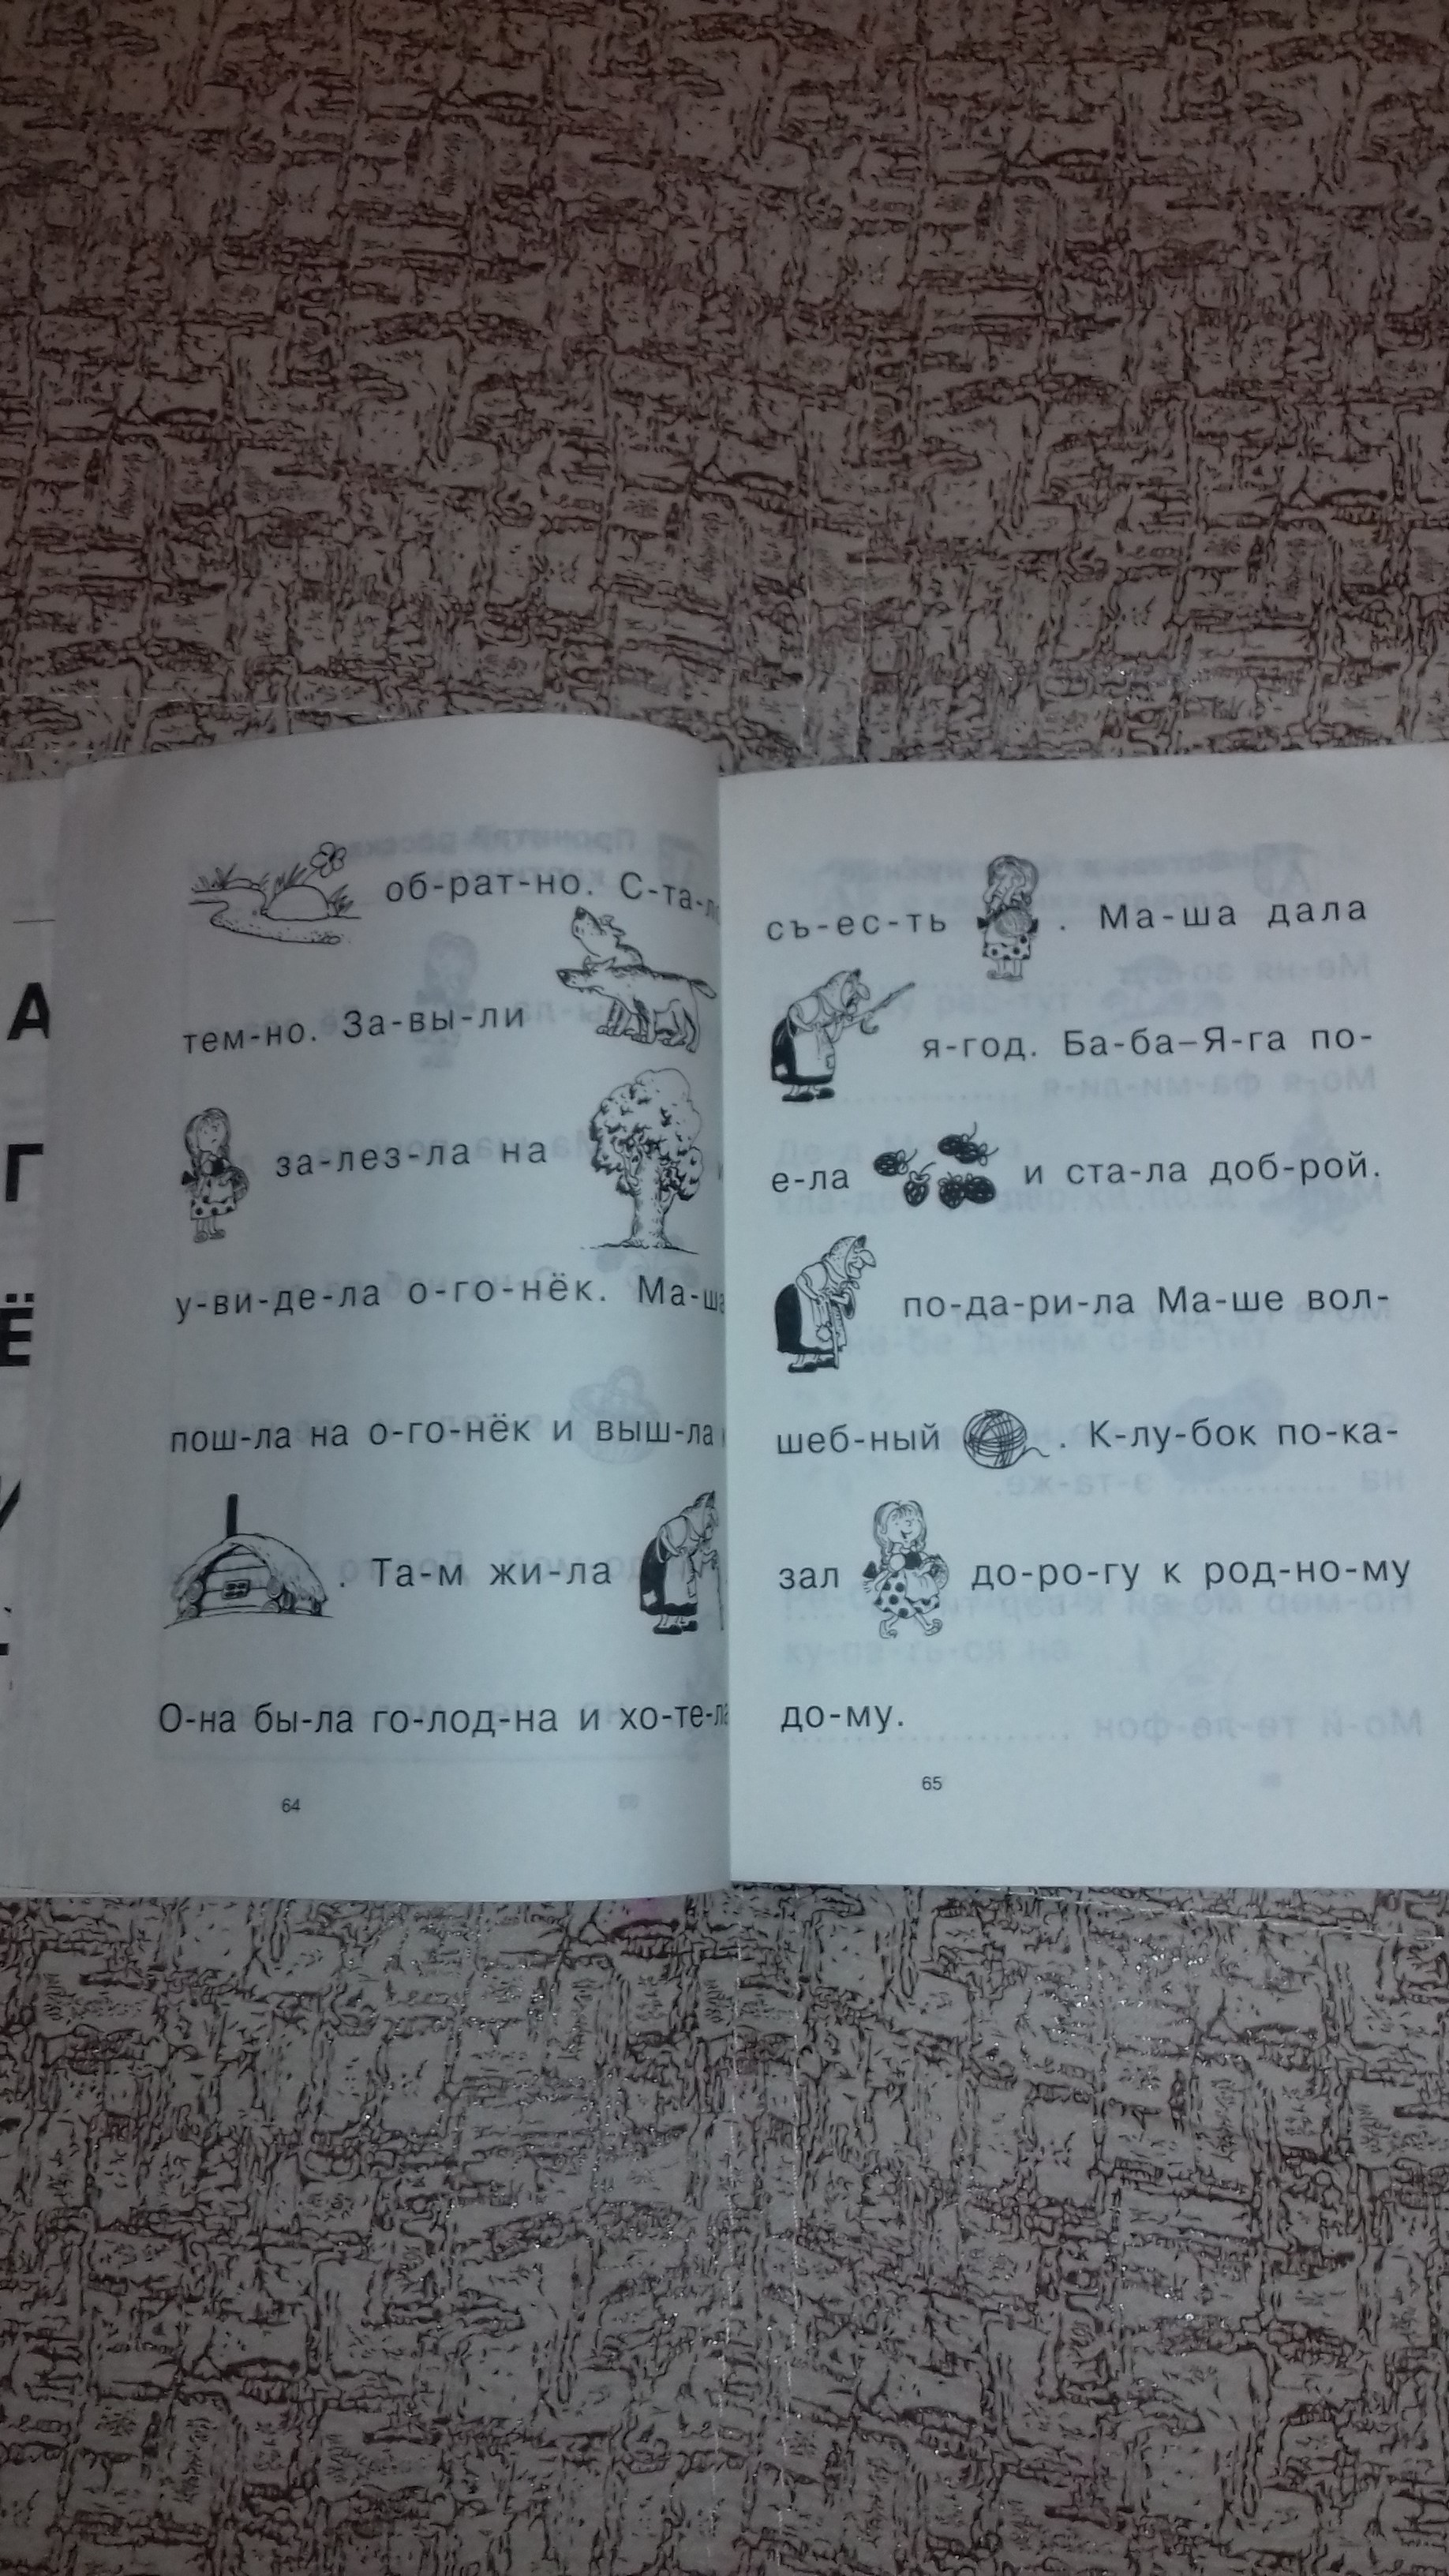 А
Г
Ё
об-рат-но. С-та-ло
тем-но. За-вы-ли
за-лез-ла на
у-ви-де-ла о-го-нёк. Ма-ша
пош-ла на о-го-нёк и выш-ла
. Та-м жи-ла
О-на бы-ла го-лод-на и хо-те-ла
64
съ-ес-ть . Ма-ша дала
я-год. Ба-ба–Я-га по-
е-ла и ста-ла доб-рой.
по-да-ри-ла Ма-ше вол-
шеб-ный . К-лу-бок по-ка-
зал до-ро-гу к род-но-му
до-му.
65